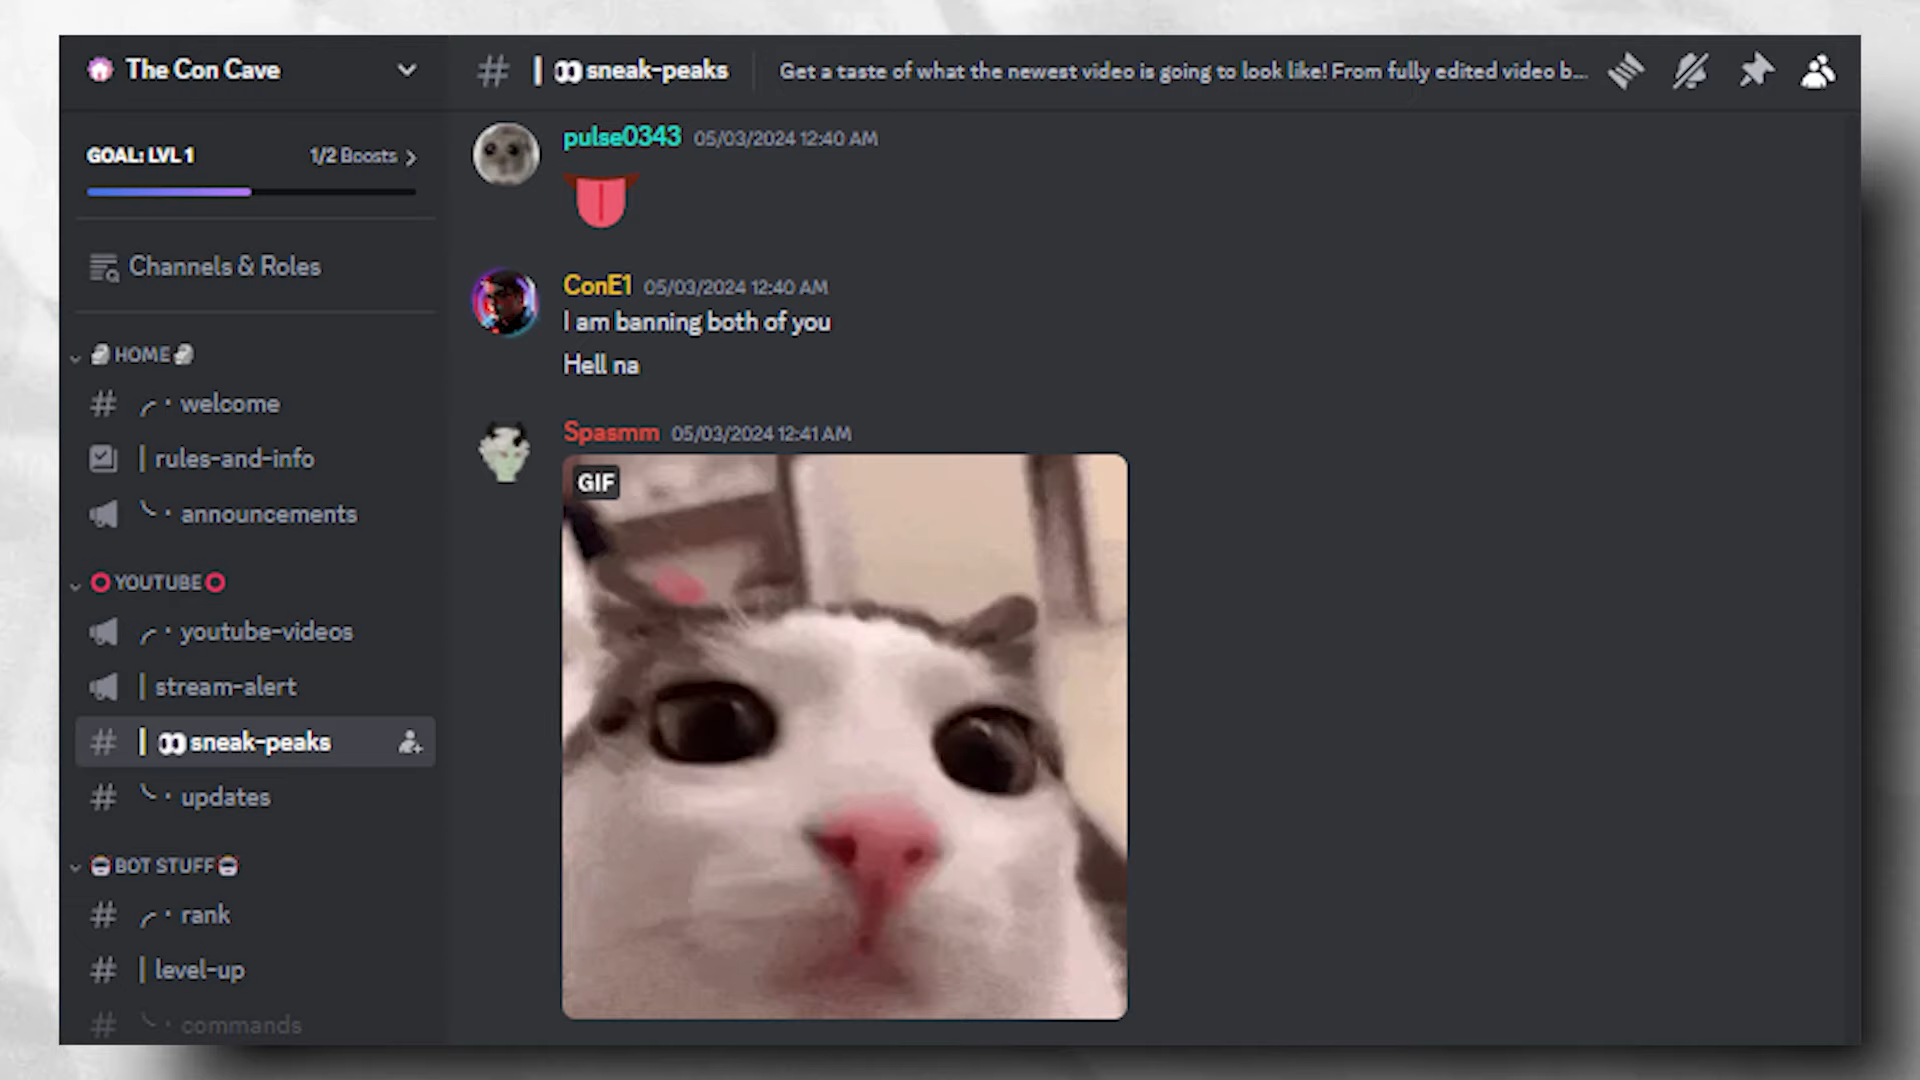 The Con Cave
GOAL: LVL 1
1/2 Boosts
Channels & Roles
HOME
welcome
rules-and-info
announcements
YOUTUBE
youtube-videos
stream-alert
sneak-peaks
updates
BOT STUFF
rank
level-up
commands
sneak-peaks
Get a taste of what the newest video is going to look like! From fully edited video b...
pulse0343 05/03/2024 12:40 AM
ConE1 05/03/2024 12:40 AM
I am banning both of you
Hell na
Spasmm 05/03/2024 12:41 AM
GIF